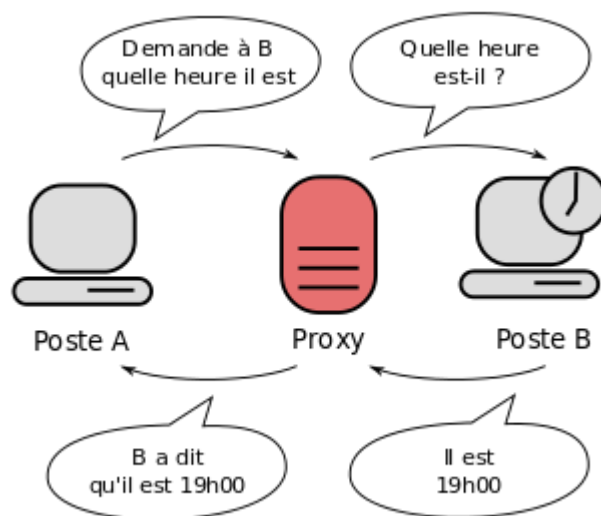 Demande à B
quelle heure il est
Quelle heure
est-il ?
Poste A
Proxy
Poste B
B a dit
qu'il est 19h00
Il est
19h00